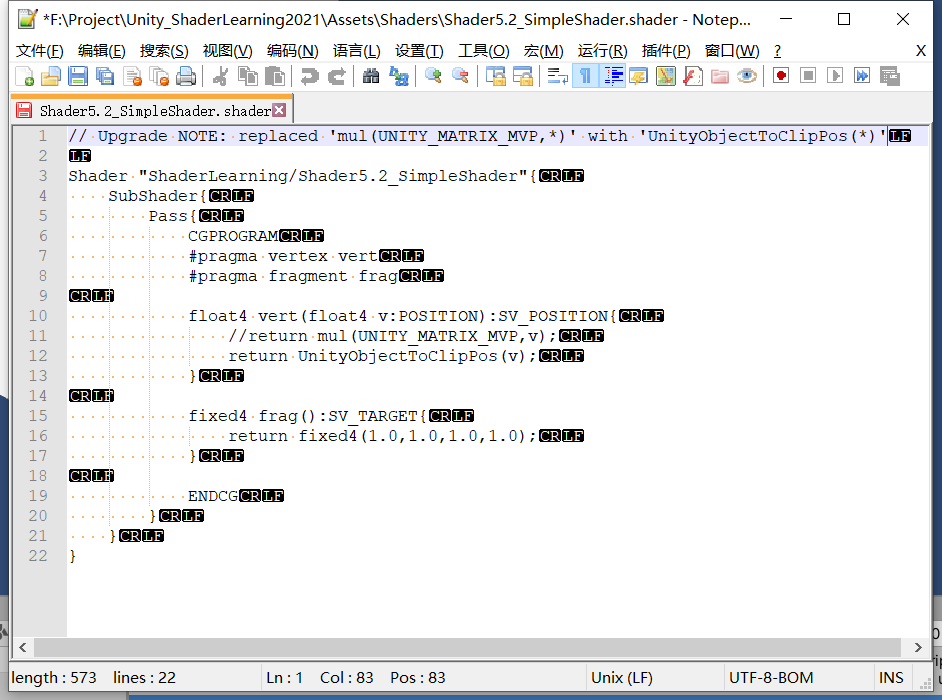 *F:\Project\Unity_ShaderLearning2021\Assets\Shaders\Shader5.2_SimpleShader.shader - Notep...
文件(F) 编辑(E) 搜索(S) 视图(V) 编码(N) 语言(L) 设置(T) 工具(O) 宏(M) 运行(R) 插件(P) 窗口(W) ? X
Shader5.2_SimpleShader.shader
1 // Upgrade NOTE: replaced 'mul(UNITY_MATRIX_MVP,*)' with 'UnityObjectToClipPos(*)'LF
2 LF
3 Shader "ShaderLearning/Shader5.2_SimpleShader"{CRLF
4 ····SubShader{CRLF
5 ········Pass{CRLF
6 ············CGPROGRAMCRLF
7 ············#pragma vertex vertCRLF
8 ············#pragma fragment fragCRLF
9 CRLF
10 ············float4 vert(float4 v:POSITION):SV_POSITION{CRLF
11 ················//return mul(UNITY_MATRIX_MVP,v);CRLF
12 ················return UnityObjectToClipPos(v);CRLF
13 ············}CRLF
14 CRLF
15 ············fixed4 frag():SV_TARGET{CRLF
16 ················return fixed4(1.0,1.0,1.0,1.0);CRLF
17 ············}CRLF
18 CRLF
19 ············ENDCGCRLF
20 ········}CRLF
21 ····}CRLF
22 }
length : 573 lines : 22 Ln : 1 Col : 83 Pos : 83 Unix (LF) UTF-8-BOM INS